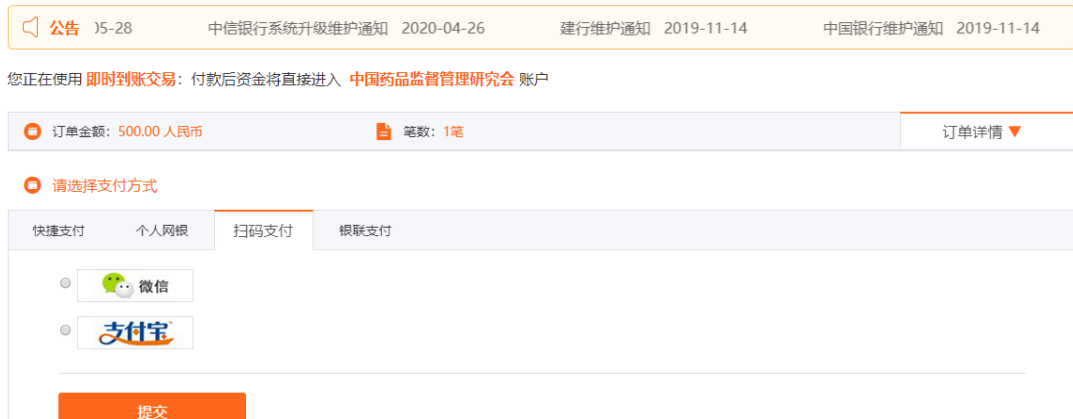 公告 05-28 中信银行系统升级维护通知 2020-04-26 建行维护通知 2019-11-14 中国银行维护通知 2019-11-14
您正在使用 即时到账交易：付款后资金将直接进入 中国药品监督管理研究会 账户
订单金额：500.00 人民币 笔数：1笔 订单详情▼
请选择支付方式
快捷支付 个人网银 扫码支付 银联支付
微信
支付宝
提交